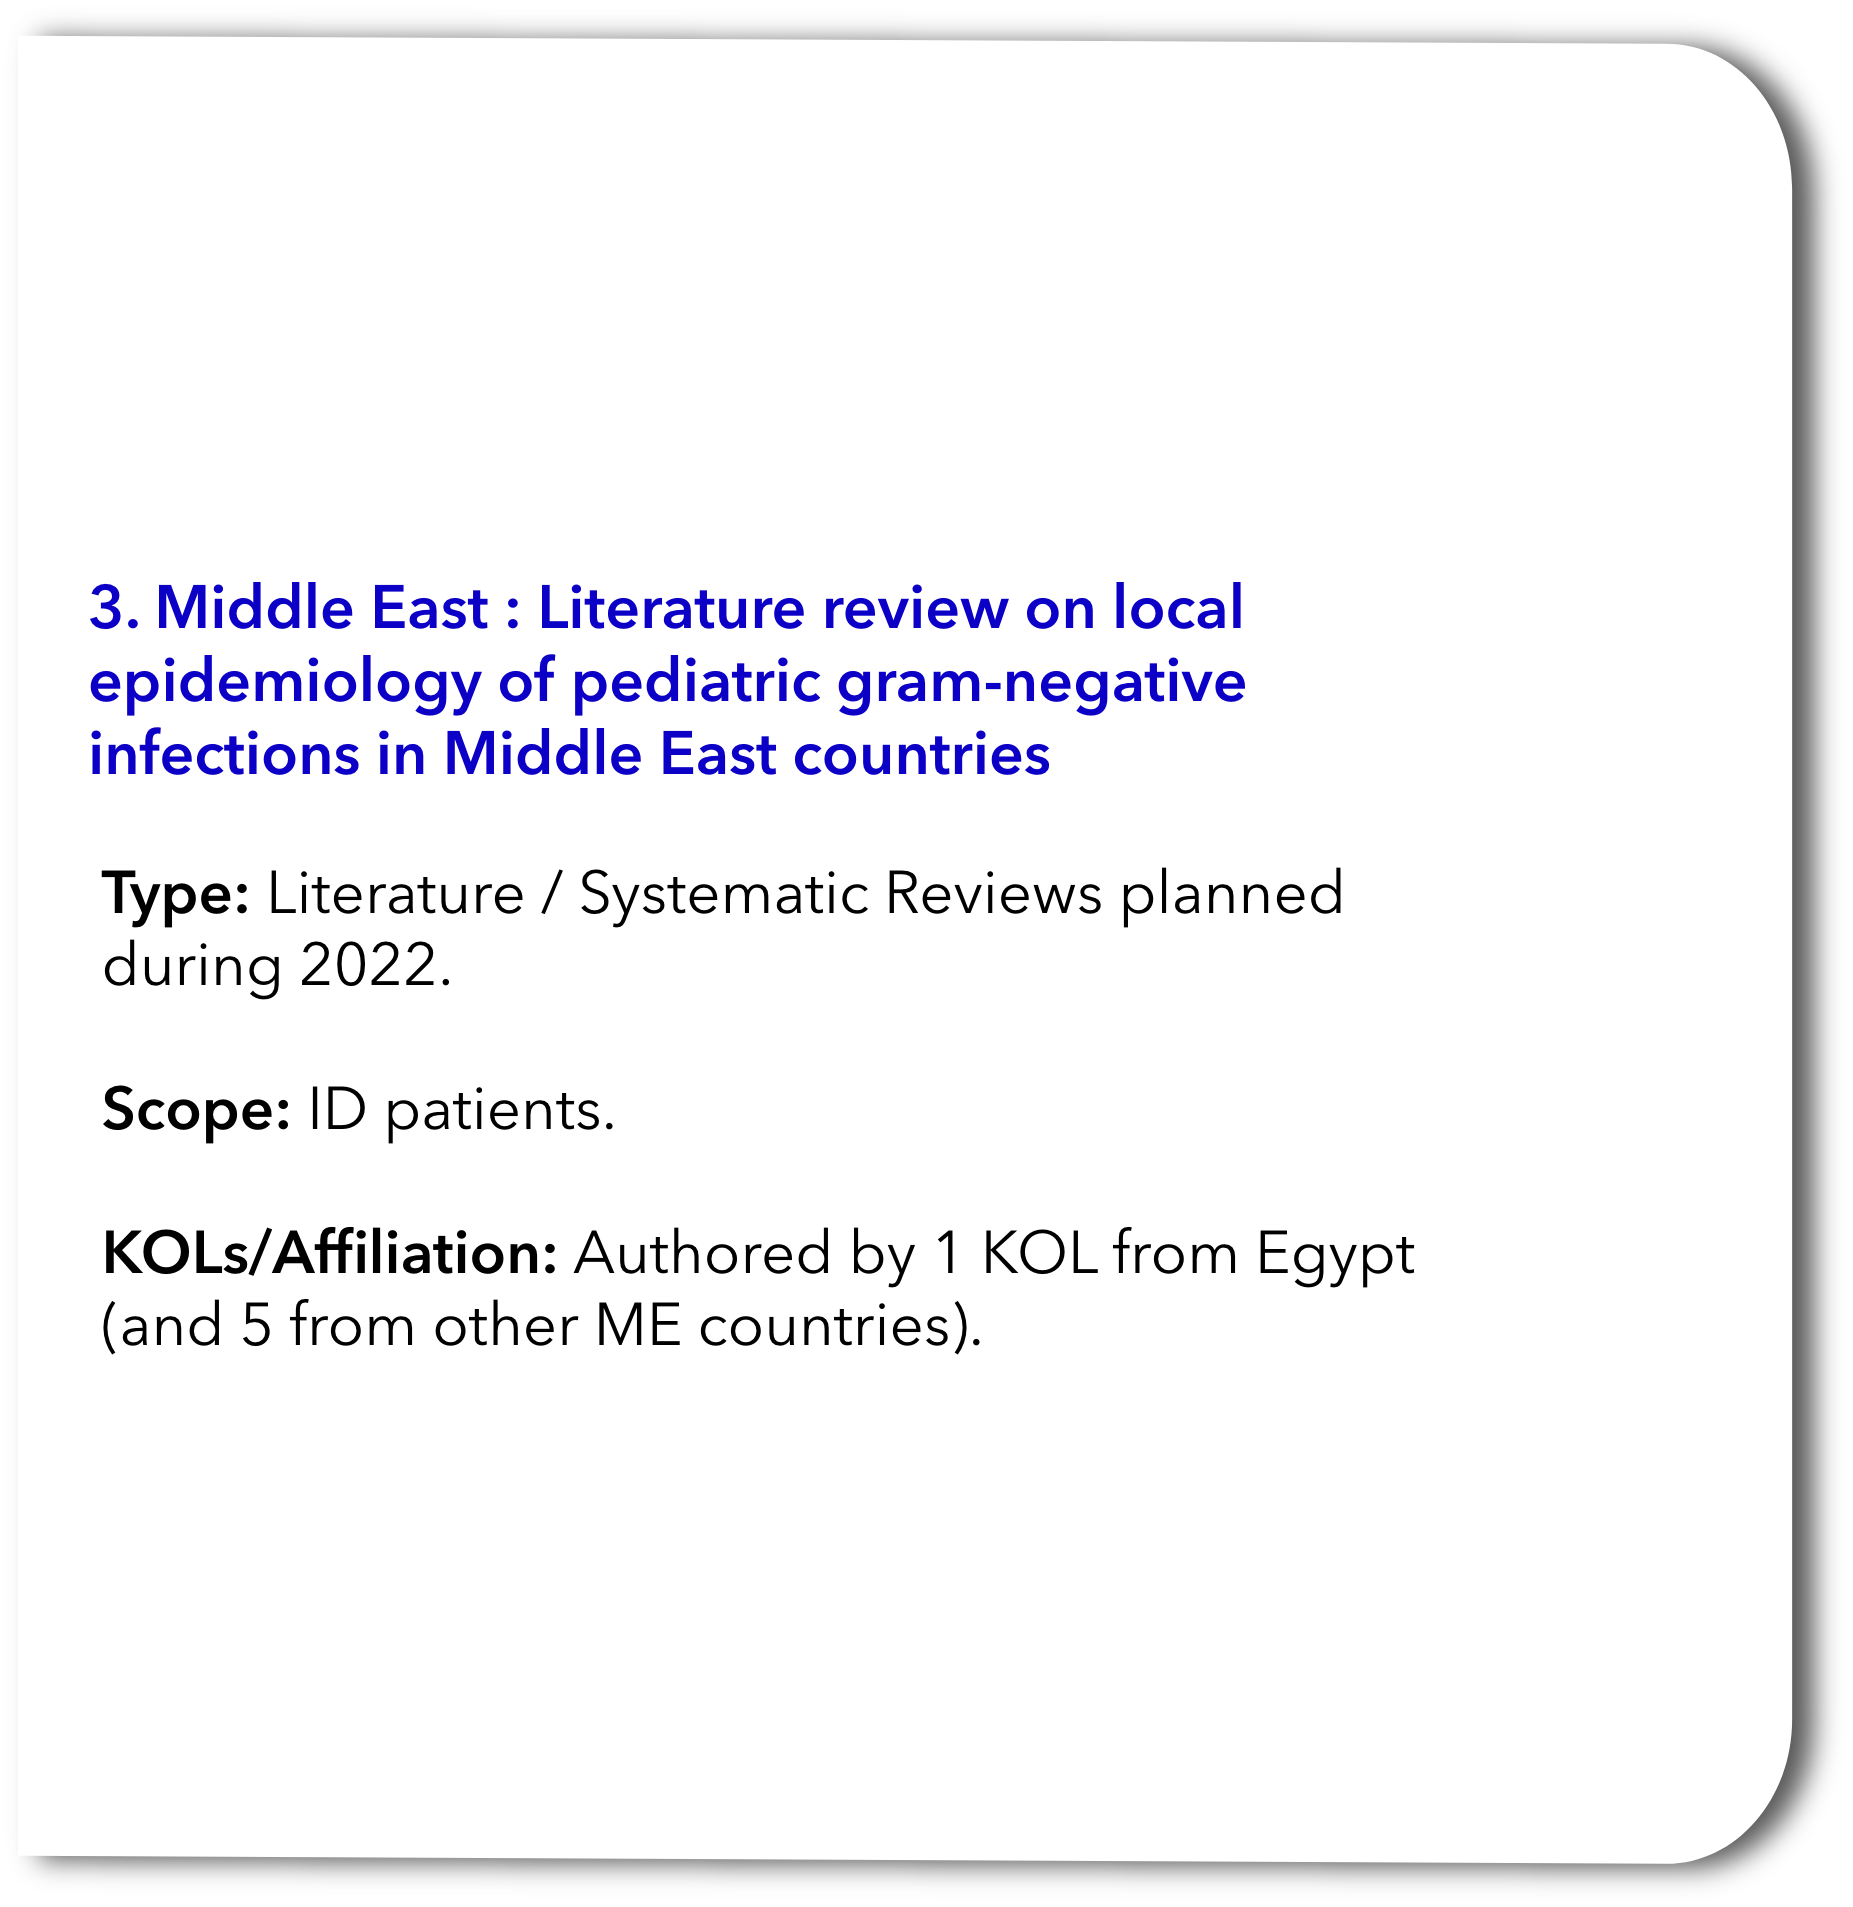 3. Middle East : Literature review on local
epidemiology of pediatric gram-negative
infections in Middle East countries
Type: Literature / Systematic Reviews planned
during 2022.
Scope: ID patients.
KOLs/Affiliation: Authored by 1 KOL from Egypt
(and 5 from other ME countries).